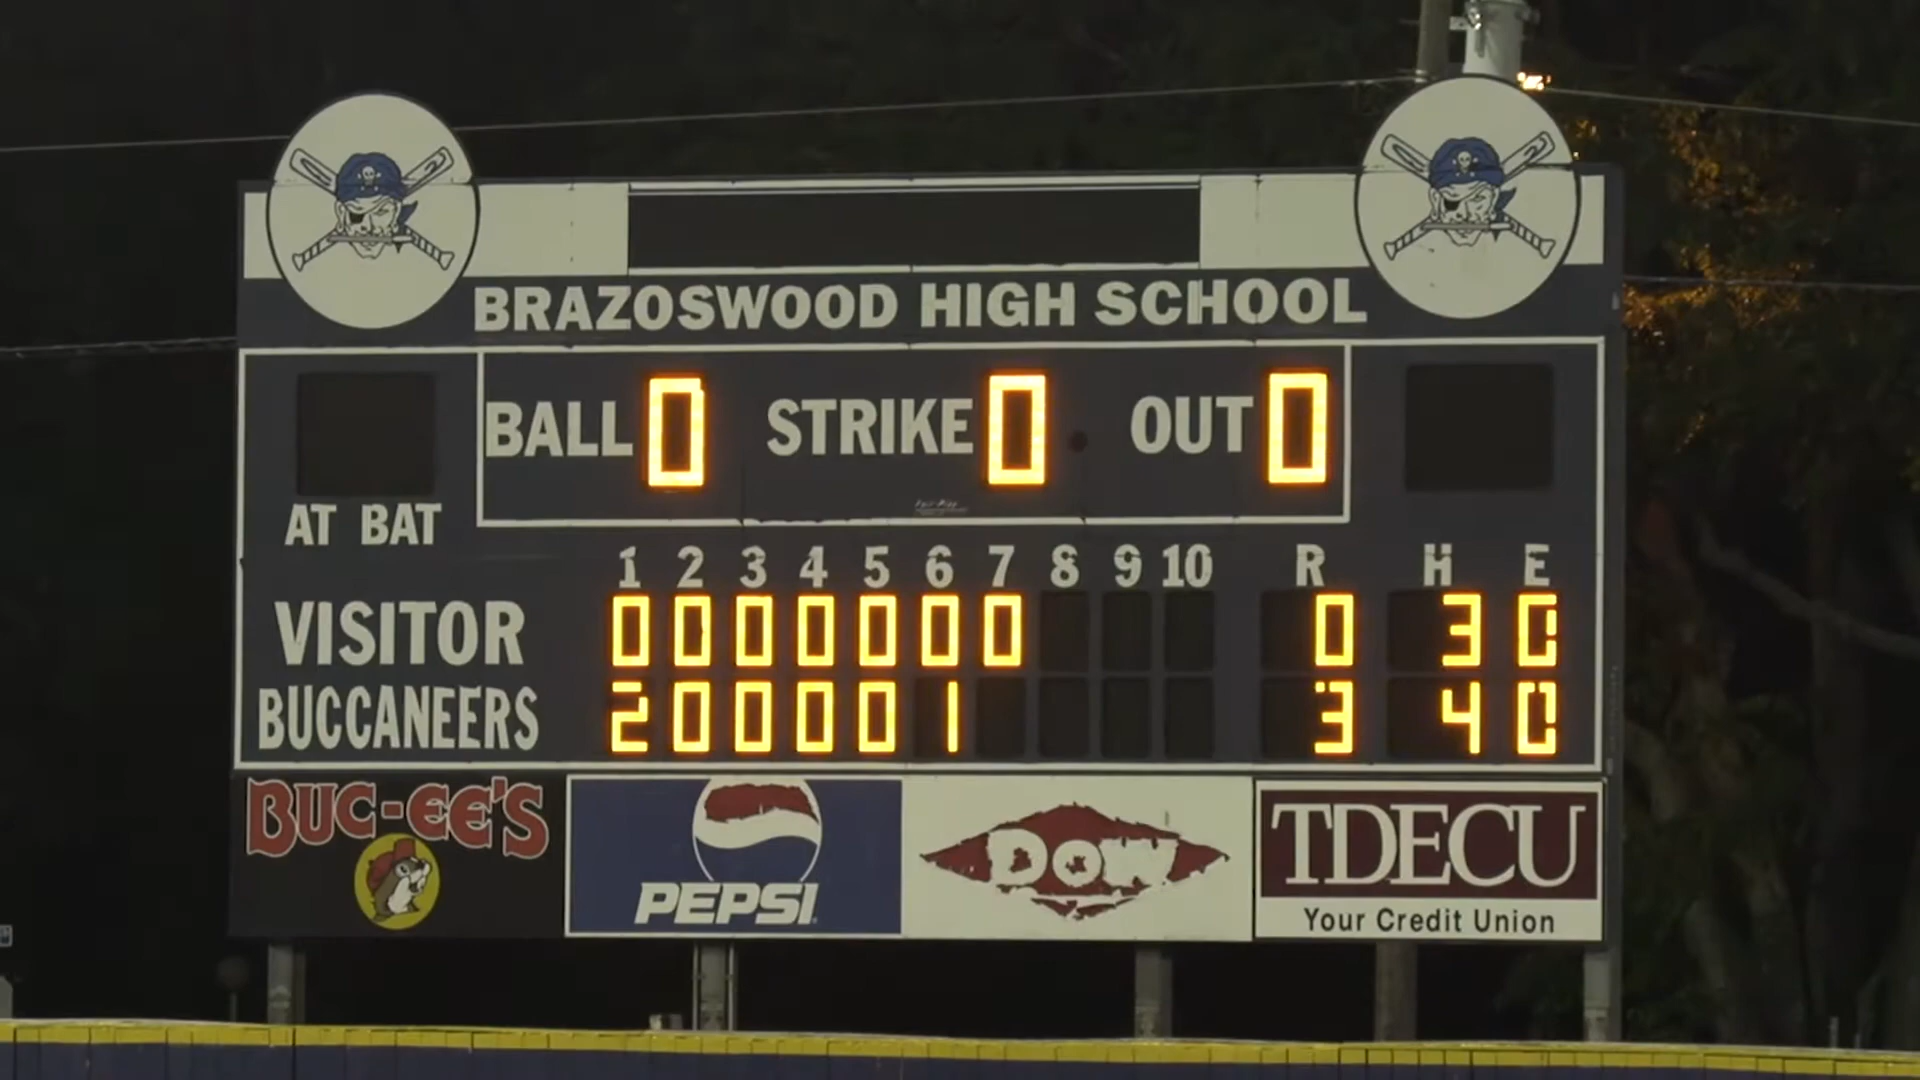 BRAZOSWOOD HIGH SCHOOL
BALL 0 STRIKE 0 OUT 0
AT BAT
1 2 3 4 5 6 7 8 9 10 R H E
VISITOR 0 0 0 0 0 0 0 0 3 0
BUCCANEERS 2 0 0 0 0 1 3 4 0
BUC-EE'S
PEPSI
DOW
TDECU
Your Credit Union